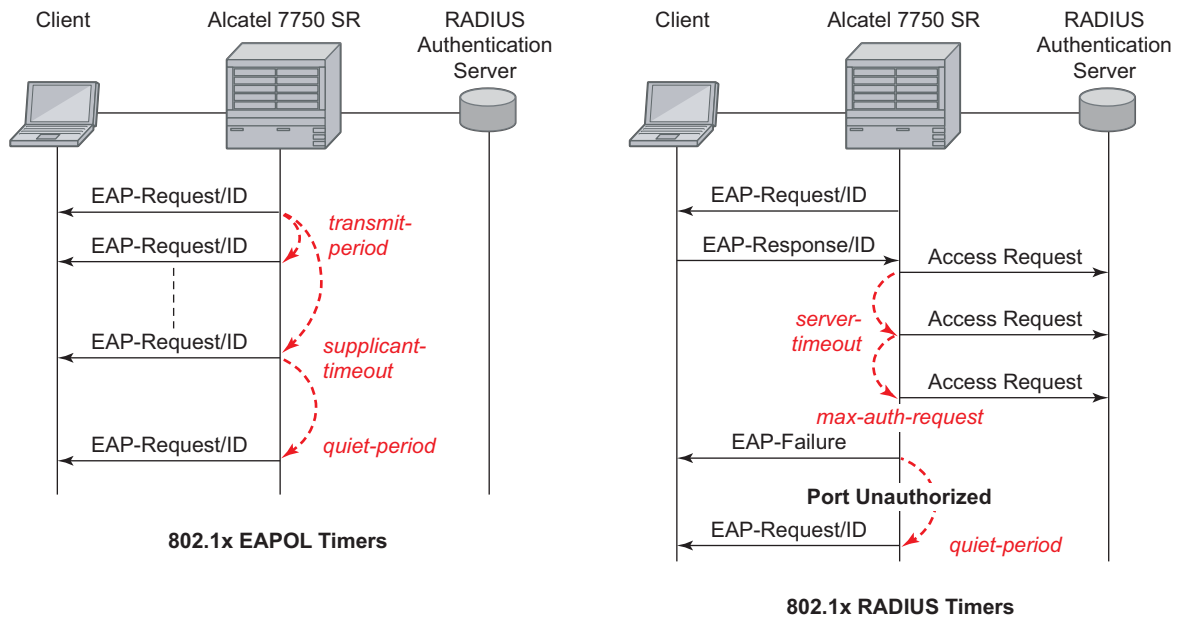 Client
Alcatel 7750 SR
RADIUS
Authentication
Server
EAP-Request/ID
transmit-
period
EAP-Request/ID
EAP-Request/ID
supplicant-
timeout
EAP-Request/ID
quiet-period
802.1x EAPOL Timers
Client
Alcatel 7750 SR
RADIUS
Authentication
Server
EAP-Request/ID
EAP-Response/ID
Access Request
server-
timeout
Access Request
Access Request
max-auth-request
EAP-Failure
Port Unauthorized
EAP-Request/ID
quiet-period
802.1x RADIUS Timers